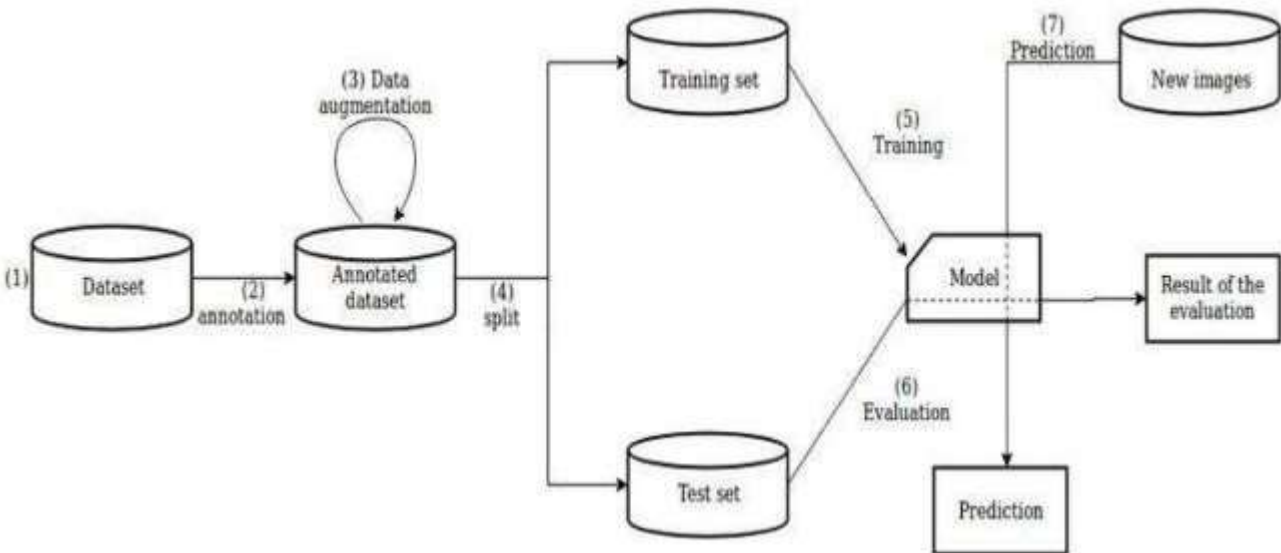 (1)
Dataset
(2)
annotation
(3) Data
augmentation
Annotated
dataset
(4)
split
Training set
Test set
(5)
Training
(6)
Evaluation
Model
(7)
Prediction
New images
Result of the
evaluation
Prediction